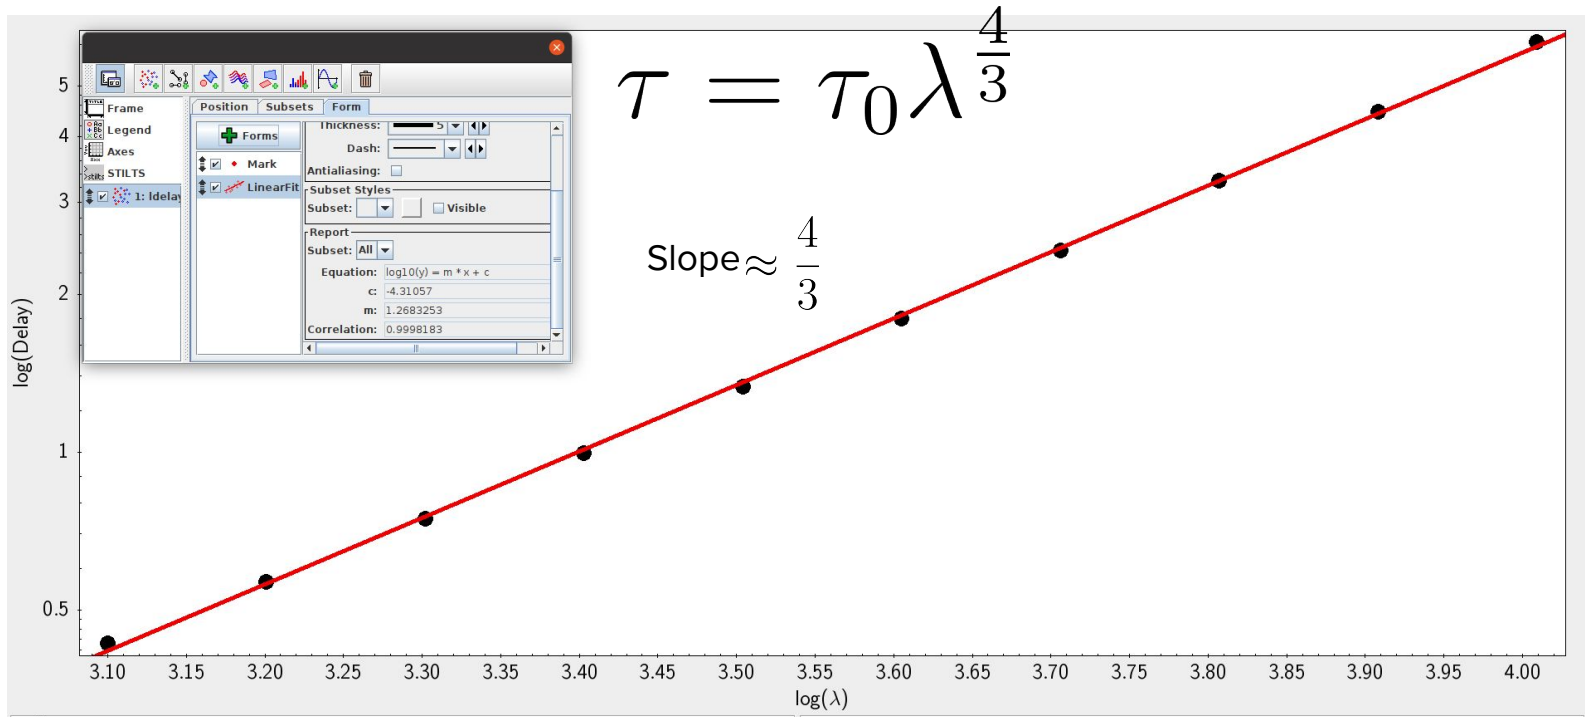 τ = τ₀λ^(4/3)
Slope ≈ 4/3
Frame
Legend
Axes
STILTS
1: ldelay
Position Subsets Form
Forms
Mark
LinearFit
Thickness: 5
Dash:
Antialiasing:
Subset Styles
Subset: Visible
Report
Subset: All
Equation: log10(y) = m * x + c
c: -4.31057
m: 1.2683253
Correlation: 0.9998183
log(Delay)
5
4
3
2
1
0.5
3.10 3.15 3.20 3.25 3.30 3.35 3.40 3.45 3.50 3.55 3.60 3.65 3.70 3.75 3.80 3.85 3.90 3.95 4.00
log(λ)